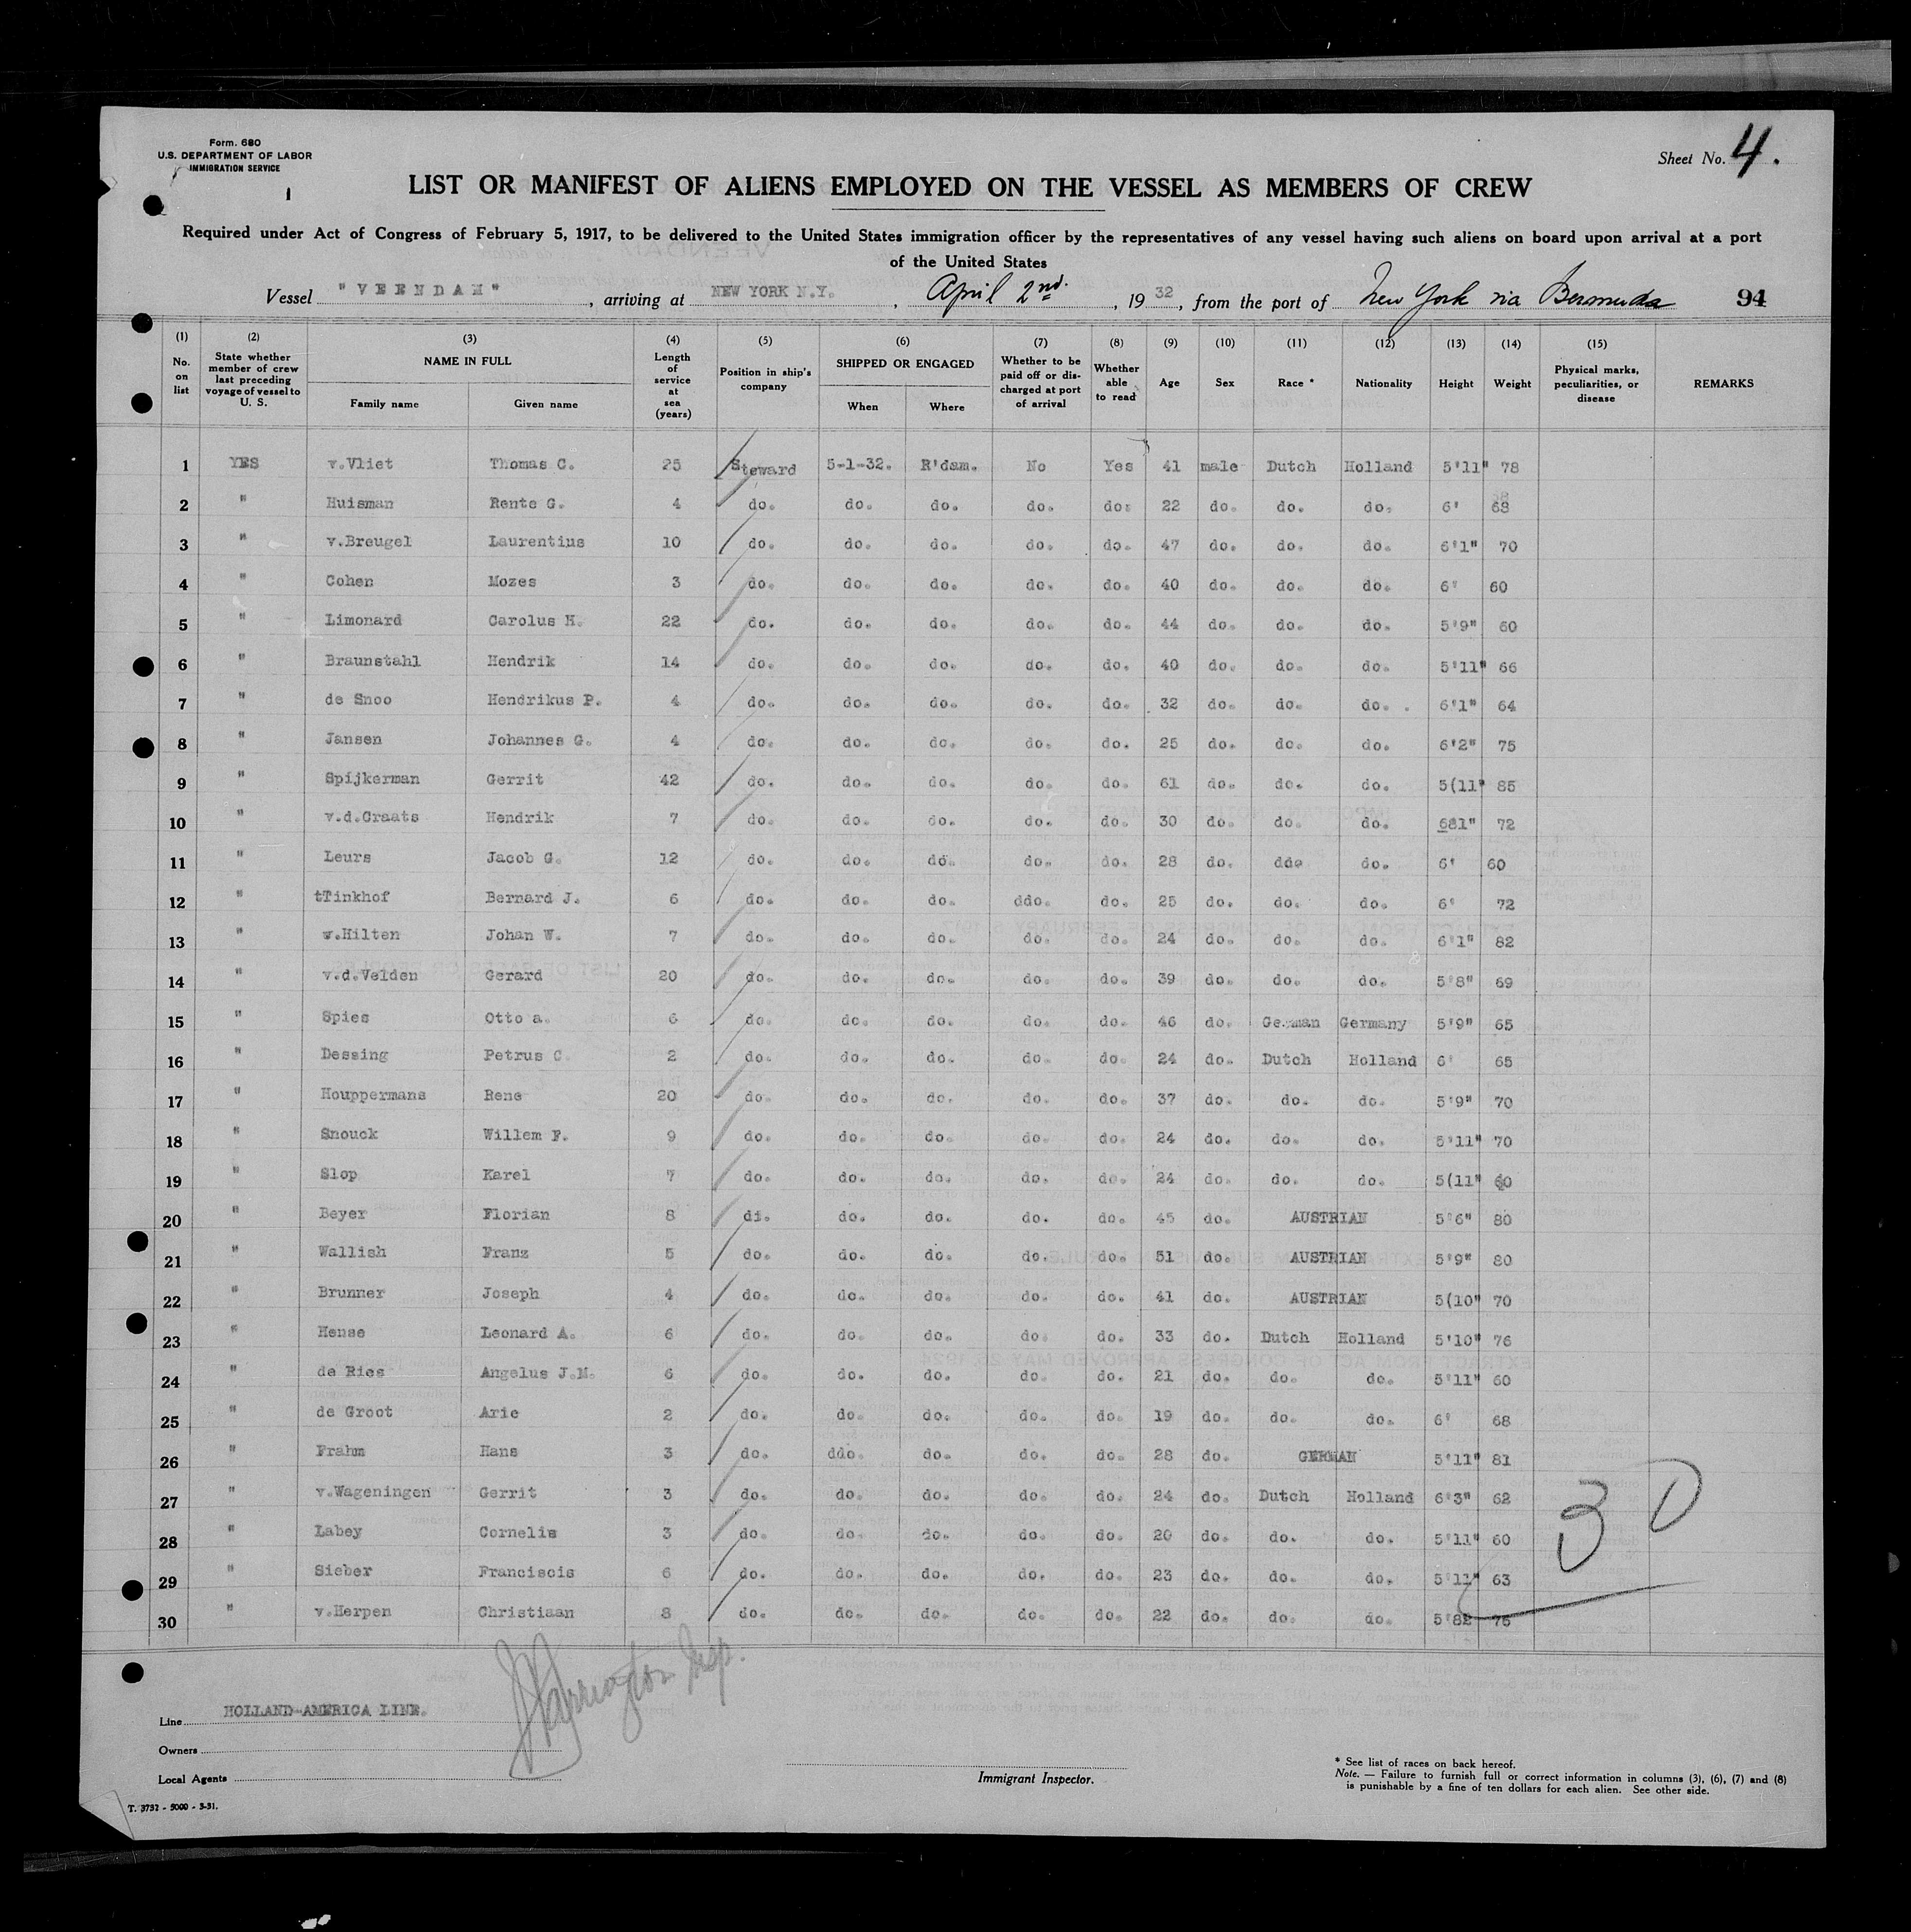 Form. 680
U.S. DEPARTMENT OF LABOR
IMMIGRATION SERVICE
Sheet No. 4.
LIST OR MANIFEST OF ALIENS EMPLOYED ON THE VESSEL AS MEMBERS OF CREW
Required under Act of Congress of February 5, 1917, to be delivered to the United States immigration officer by the representatives of any vessel having such aliens on board upon arrival at a port
of the United States
Vessel "VEENDAM", arriving at NEW YORK N.Y., April 2nd., 1932, from the port of New York via Bermuda 94
(1) No. on list (2) State whether member of crew last preceding voyage of vessel to U. S. (3) NAME IN FULL Family name Given name (4) Length of service at sea (years) (5) Position in ship's company (6) SHIPPED OR ENGAGED When Where (7) Whether to be paid off or discharged at port of arrival (8) Whether able to read (9) Age (10) Sex (11) Race * (12) Nationality (13) Height (14) Weight (15) Physical marks, peculiarities, or disease REMARKS
1 YES v.Vliet Thomas C. 25 Steward 5-1-32. R'dam. No Yes 41 male Dutch Holland 5'11" 78
2 " Huisman Rente G. 4 do. do. do. do. do. 22 do. do. do. 6' 68
3 " v.Breugel Laurentius 10 do. do. do. do. do. 47 do. do. do. 6'1" 70
4 " Cohen Mozes 3 do. do. do. do. do. 40 do. do. do. 6' 60
5 " Limonard Carolus H. 22 do. do. do. do. do. 44 do. do. do. 5'9" 60
6 " Braunstahl Hendrik 14 do. do. do. do. do. 40 do. do. do. 5'11" 66
7 " de Snoo Hendrikus P. 4 do. do. do. do. do. 32 do. do. do. 6'1" 64
8 " Jansen Johannes G. 4 do. do. do. do. do. 25 do. do. do. 6'2" 75
9 " Spijkerman Gerrit 42 do. do. do. do. do. 61 do. do. do. 5(11" 85
10 " v.d.Graats Hendrik 7 do. do. do. do. do. 30 do. do. do. 681" 72
11 " Leurs Jacob G. 12 do. do. do. do. do. 28 do. ddo do. 6' 60
12 " tTinkhof Bernard J. 6 do. do. do. ddo. do. 25 do. do. do. 6' 72
13 " v.Hilten Johan W. 7 do. do. do. do. do. 24 do. do. do. 6'1" 82
14 " v.d.Velden Gerard 20 do. do. do. do. do. 39 do. do. do. 5'8" 69
15 " Spies Otto a. 6 do. do. do. do. do. 46 do. German Germany 5'9" 65
16 " Dessing Petrus C. 2 do. do. do. do. do. 24 do. Dutch Holland 6' 65
17 " Houppermans Rene 20 do. do. do. do. do. 37 do. do. do. 5'9" 70
18 " Snouck Willem F. 9 do. do. do. do. do. 24 do. do. do. 5'11" 70
19 " Slop Karel 7 do. do. do. do. do. 24 do. do. do. 5(11" 60
20 " Beyer Florian 8 di. do. do. do. do. 45 do. AUSTRIAN 5'6" 80
21 " Wallish Franz 5 do. do. do. do. do. 51 do. AUSTRIAN 5'9" 80
22 " Brunner Joseph 4 do. do. do. do. do. 41 do. AUSTRIAN 5(10" 70
23 " Hense Leonard A. 6 do. do. do. do. do. 33 do. Dutch Holland 5'10" 76
24 " de Ries Angelus J.M. 6 do. do. do. do. do. 21 do. do. do. 5'11" 60
25 " de Groot Arie 2 do. do. do. do. do. 19 do. do. do. 6' 68
26 " Frahm Hans 3 do. ddo. do. do. do. 28 do. GERMAN 5'11" 81
27 " v.Wageningen Gerrit 3 do. do. do. do. do. 24 do. Dutch Holland 6'3" 62
28 " Labey Cornelis 3 do. do. do. do. do. 20 do. do. do. 5'11" 60
29 " Sieber Franciscis 6 do. do. do. do. do. 23 do. do. do. 5'11" 63
30 " v.Herpen Christiaan 8 do. do. do. do. do. 22 do. do. do. 5'82 75
30
Line HOLLAND-AMERICA LINE.
Owners
Local Agents
Immigrant Inspector.
* See list of races on back hereof.
Note. — Failure to furnish full or correct information in columns (3), (6), (7) and (8)
is punishable by a fine of ten dollars for each alien. See other side.
T. 3732 - 5000 - 3-31.